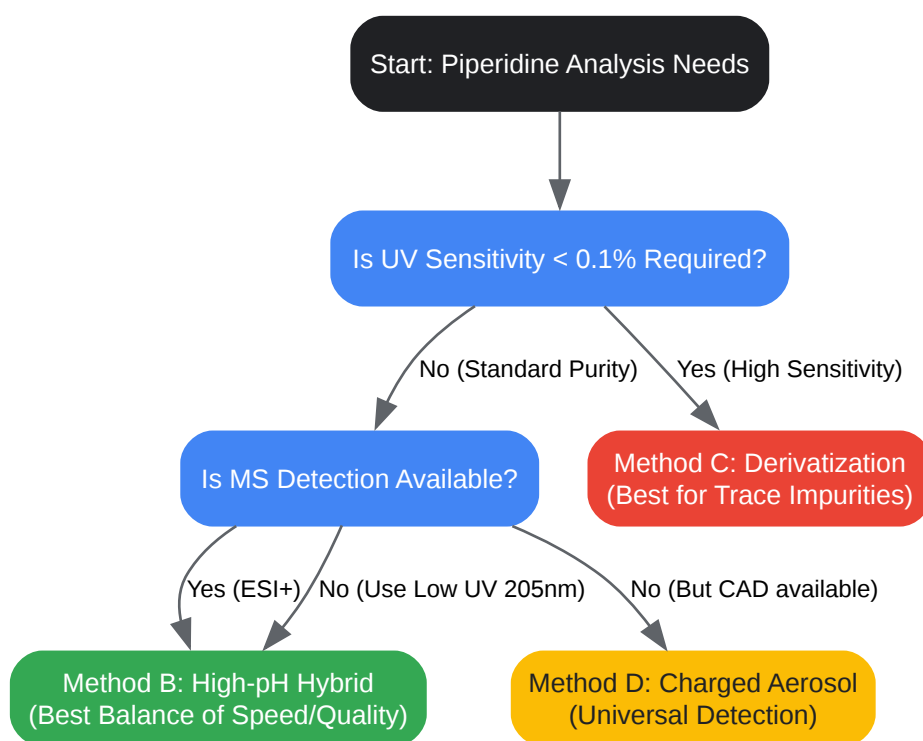 Start: Piperidine Analysis Needs
Is UV Sensitivity < 0.1% Required?
No (Standard Purity)
Yes (High Sensitivity)
Is MS Detection Available?
Method C: Derivatization
(Best for Trace Impurities)
Yes (ESI+)
No (Use Low UV 205nm)
No (But CAD available)
Method B: High-pH Hybrid
(Best Balance of Speed/Quality)
Method D: Charged Aerosol
(Universal Detection)